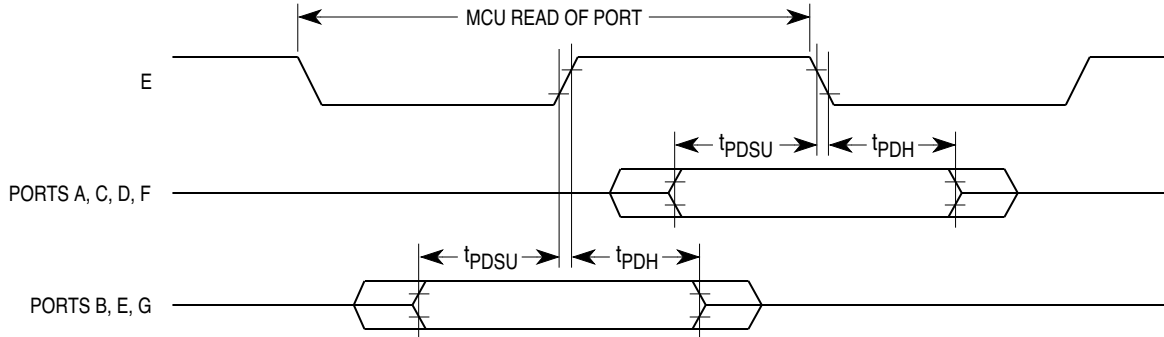 MCU READ OF PORT
E
tPDSU
tPDH
PORTS A, C, D, F
tPDSU
tPDH
PORTS B, E, G